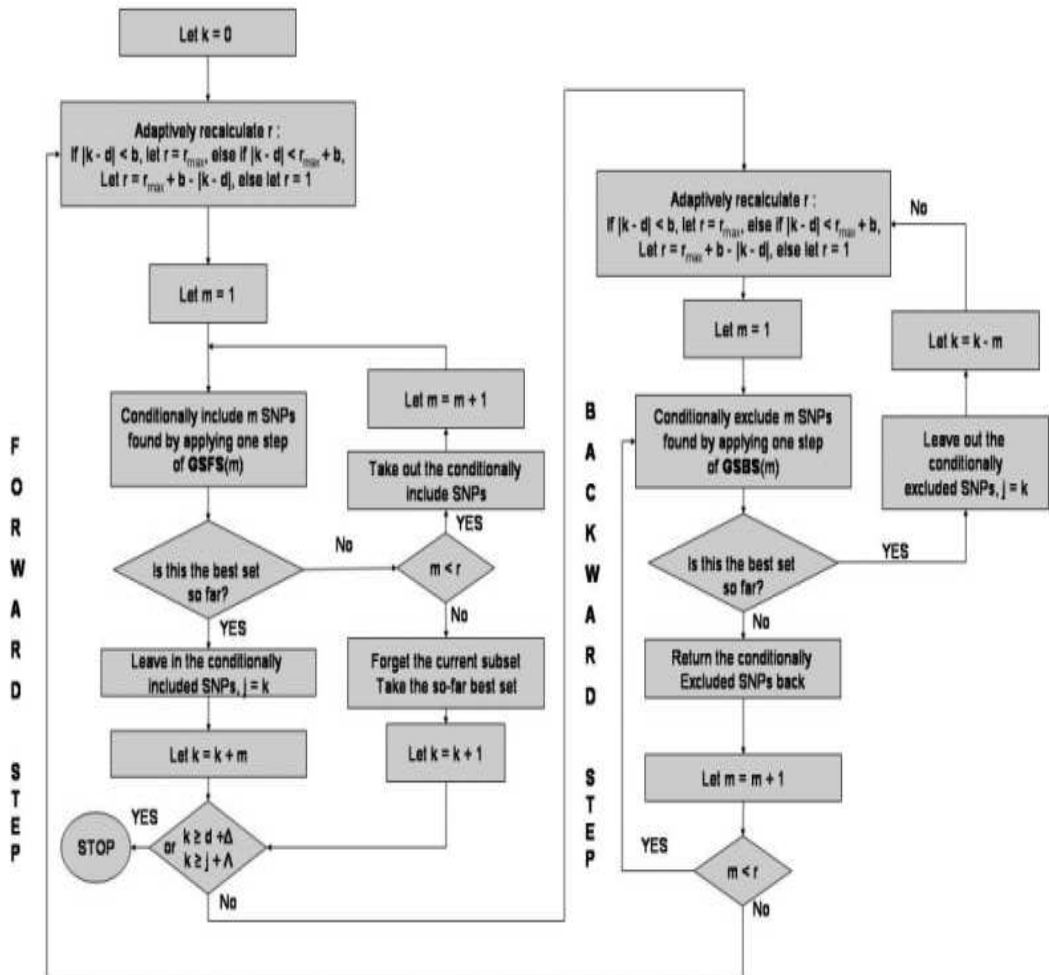 Let k = 0
Adaptively recalculate r :
If |k - d| < b, let r = rmax, else if |k - d| < rmax + b,
Let r = rmax + b - |k - d|, else let r = 1
Let m = 1
Conditionally include m SNPs
found by applying one step
of GSFS(m)
Let m = m + 1
Take out the conditionally
include SNPs
YES
No
m < r
Is this the best set
so far?
YES
No
Leave in the conditionally
included SNPs, j = k
Forget the current subset
Take the so-far best set
Let k = k + m
Let k = k + 1
YES
STOP
k ≥ d + Δ
or
k ≥ j + Λ
No
FORWARD STEP
Adaptively recalculate r :
If |k - d| < b, let r = rmax, else if |k - d| < rmax + b,
Let r = rmax + b - |k - d|, else let r = 1
No
Let m = 1
Let k = k - m
Conditionally exclude m SNPs
found by applying one step
of GSBS(m)
Leave out the
conditionally
excluded SNPs, j = k
Is this the best set
so far?
YES
No
Return the conditionally
Excluded SNPs back
Let m = m + 1
YES
m < r
No
BACKWARD STEP